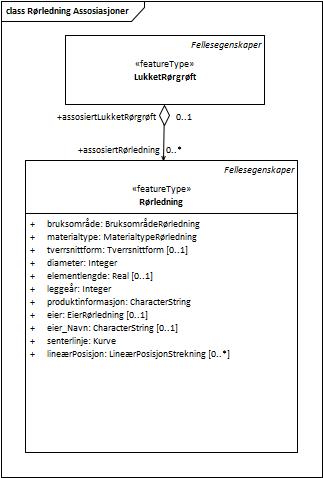 class Rørledning Assosiasjoner
Fellesegenskaper
«featureType»
LukketRørgrøft
+assosiertLukketRørgrøft 0..1
+assosiertRørledning 0..*
Fellesegenskaper
«featureType»
Rørledning
+ bruksområde: BruksområdeRørledning
+ materialtype: MaterialtypeRørledning
+ tverrsnittform: Tverrsnittform [0..1]
+ diameter: Integer
+ elementlengde: Real [0..1]
+ leggeår: Integer
+ produktinformasjon: CharacterString
+ eier: EierRørledning [0..1]
+ eier_Navn: CharacterString [0..1]
+ senterlinje: Kurve
+ lineærPosisjon: LineærPosisjonStrekning [0..*]